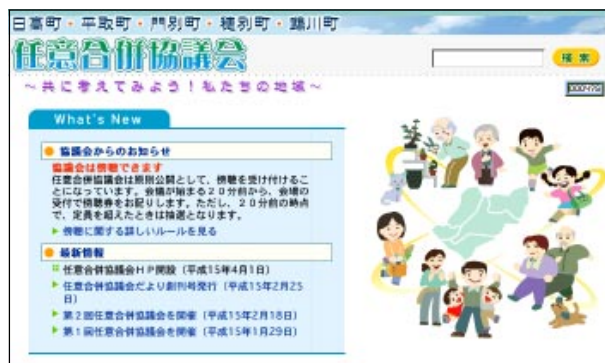 日高町・平取町・門別町・穂別町・鵡川町
任意合併協議会
検索
～共に考えてみよう！私たちの地域～
What's New
協議会からのお知らせ
協議会は傍聴できます
任意合併協議会は原則公開として、傍聴を受け付けるこ
とになっています。会議が始まる２０分前から、会場の
受付で傍聴券をお配りします。ただし、２０分前の時点
で、定員を超えたときは抽選となります。
傍聴に関する詳しいルールを見る
最新情報
任意合併協議会ＨＰ開設（平成15年4月1日）
任意合併協議会だより創刊号発行（平成15年2月25
日）
第２回任意合併協議会を開催（平成15年2月18日）
第１回任意合併協議会を開催（平成15年1月29日）